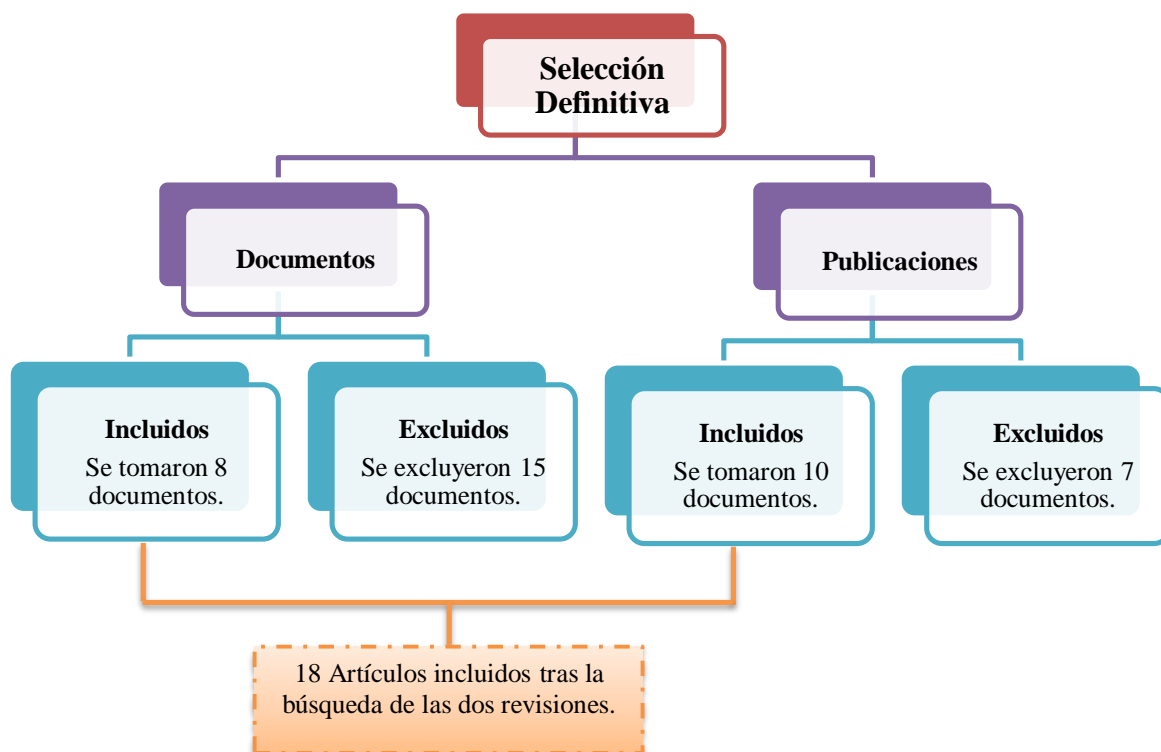 Selección
Definitiva
Documentos
Publicaciones
Incluidos
Se tomaron 8
documentos.
Excluidos
Se excluyeron 15
documentos.
Incluidos
Se tomaron 10
documentos.
Excluidos
Se excluyeron 7
documentos.
18 Artículos incluidos tras la
búsqueda de las dos revisiones.